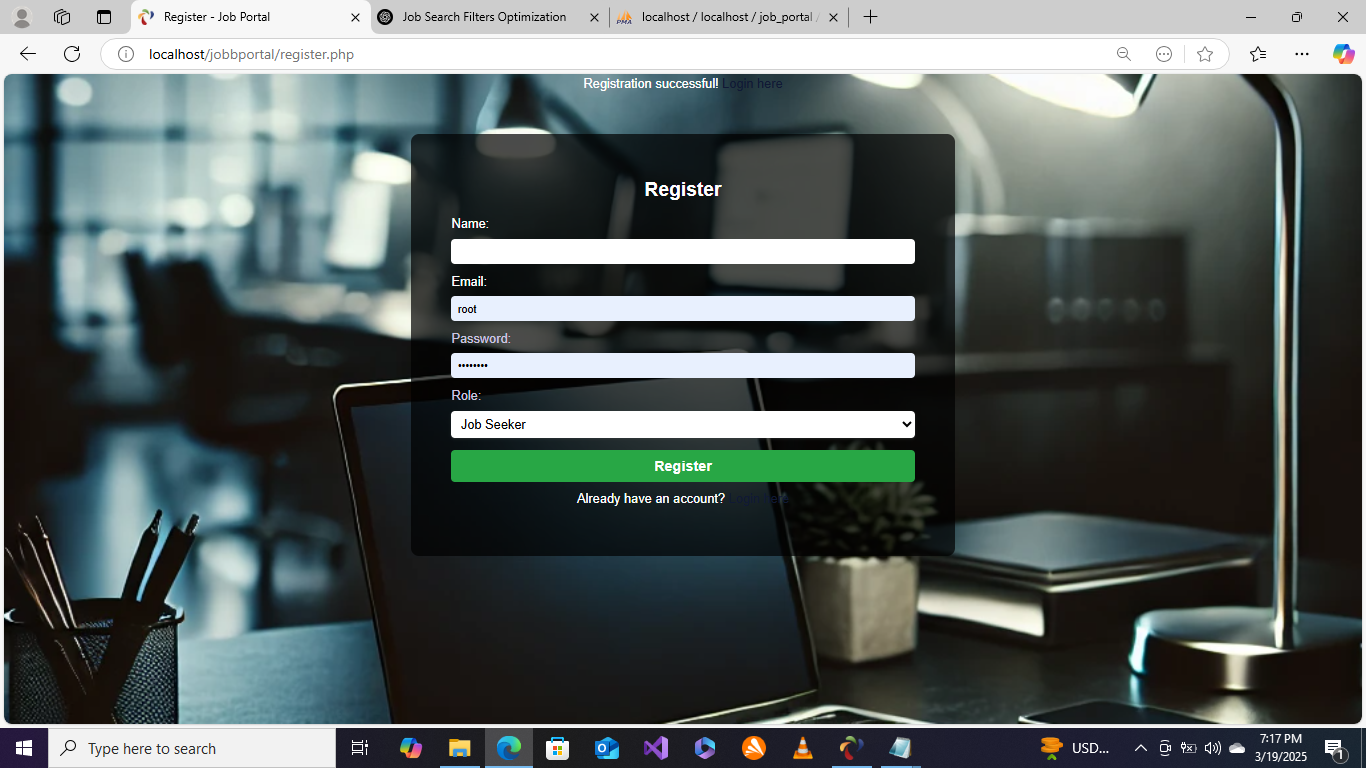 Register - Job Portal
Job Search Filters Optimization
localhost / localhost / job_portal /
localhost/jobbportal/register.php
Registration successful! Login here
Register
Name:
Email:
root
Password:
••••••••
Role:
Job Seeker
Register
Already have an account? Login here
Type here to search
USD...
7:17 PM
3/19/2025
1